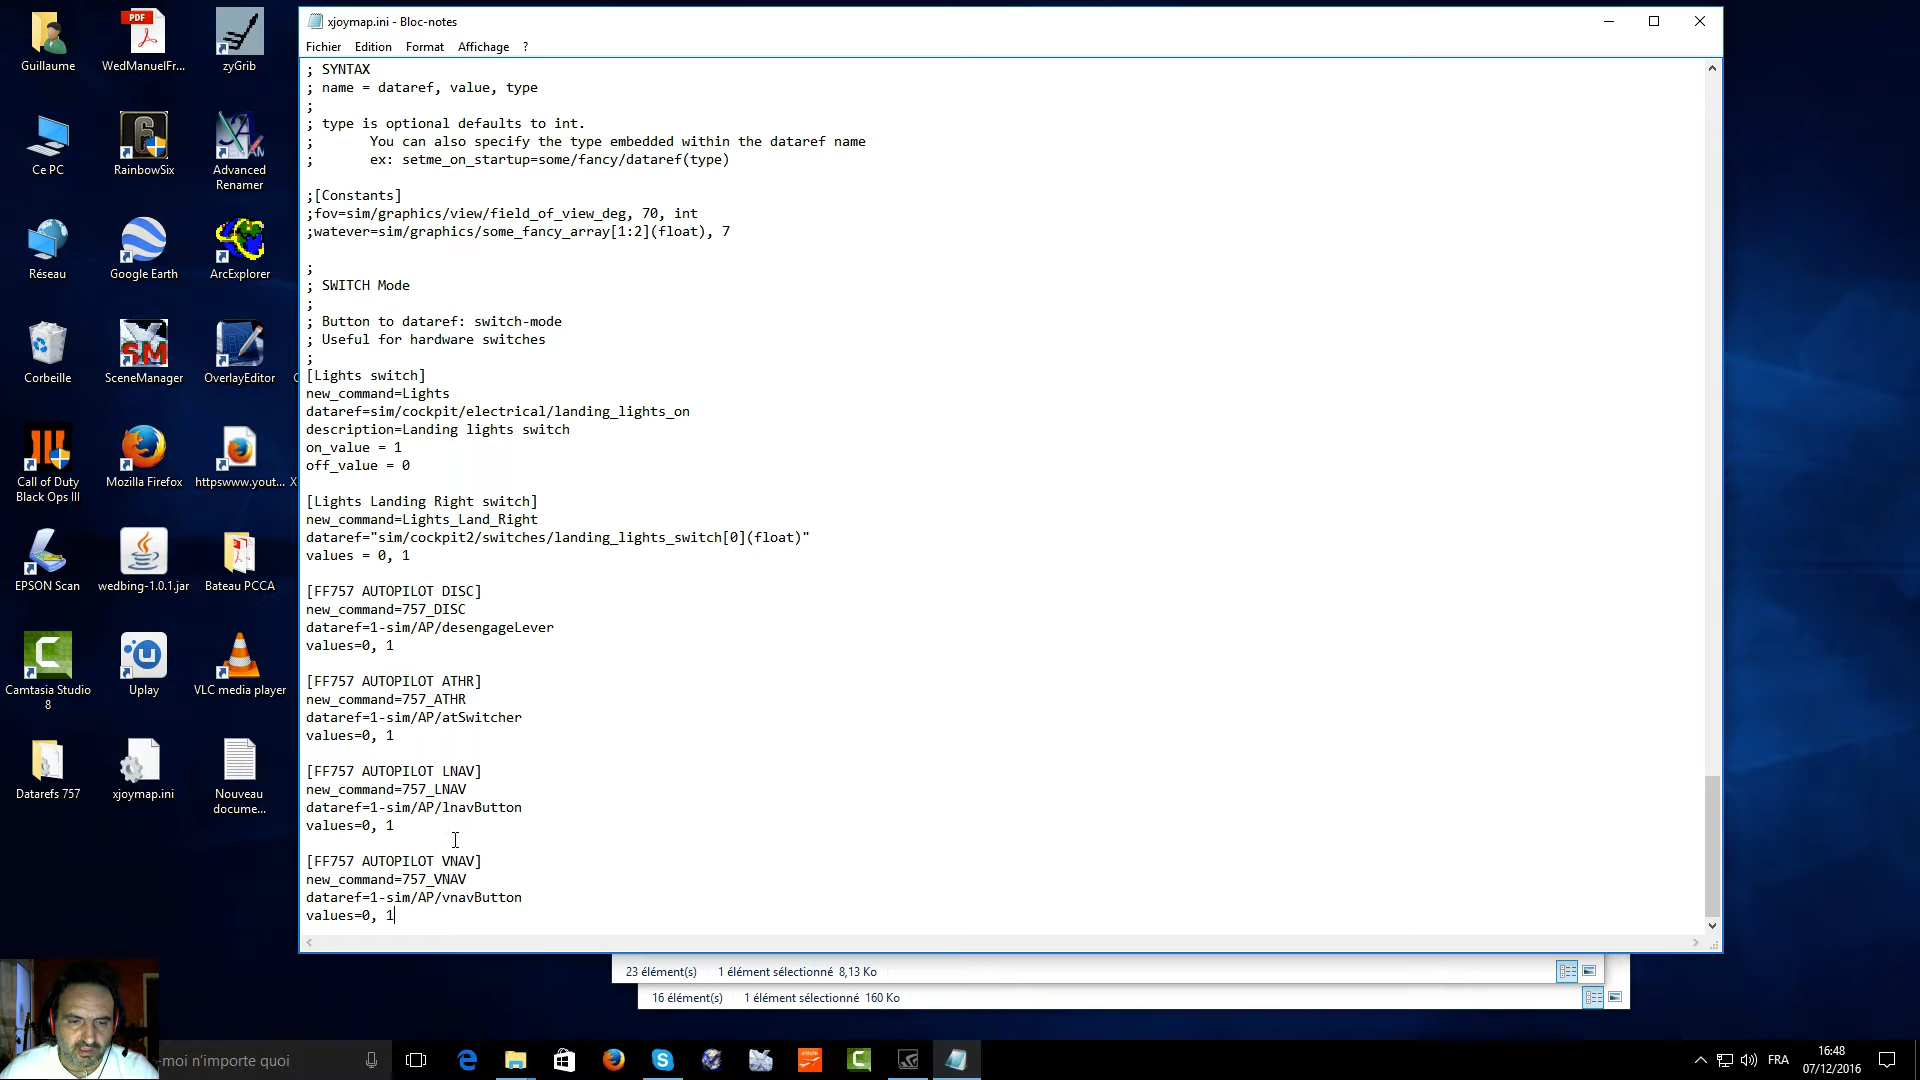 xjoymap.ini - Bloc-notes
Fichier Edition Format Affichage ?
; SYNTAX
; name = dataref, value, type
;
; type is optional defaults to int.
; You can also specify the type embedded within the dataref name
; ex: setme_on_startup=some/fancy/dataref(type)
;[Constants]
;fov=sim/graphics/view/field_of_view_deg, 70, int
;watever=sim/graphics/some_fancy_array[1:2](float), 7
;
; SWITCH Mode
;
; Button to dataref: switch-mode
; Useful for hardware switches
;
[Lights switch]
new_command=Lights
dataref=sim/cockpit/electrical/landing_lights_on
description=Landing lights switch
on_value = 1
off_value = 0
[Lights Landing Right switch]
new_command=Lights_Land_Right
dataref="sim/cockpit2/switches/landing_lights_switch[0](float)"
values = 0, 1
[FF757 AUTOPILOT DISC]
new_command=757_DISC
dataref=1-sim/AP/desengageLever
values=0, 1
[FF757 AUTOPILOT ATHR]
new_command=757_ATHR
dataref=1-sim/AP/atSwitcher
values=0, 1
[FF757 AUTOPILOT LNAV]
new_command=757_LNAV
dataref=1-sim/AP/lnavButton
values=0, 1
[FF757 AUTOPILOT VNAV]
new_command=757_VNAV
dataref=1-sim/AP/vnavButton
values=0, 1
PDF
Guillaume WedManuelFr... zyGrib
6
Ce PC RainbowSix Advanced
Renamer
Réseau Google Earth ArcExplorer
SM
Corbeille SceneManager OverlayEditor C
Call of Duty
Black Ops III
Mozilla Firefox httpswww.yout... X
EPSON Scan wedbing-1.0.1.jar Bateau PCCA
Camtasia Studio
8
Uplay VLC media player
Datarefs 757 xjoymap.ini Nouveau
docume...
23 élément(s) 1 élément sélectionné 8,13 Ko
16 élément(s) 1 élément sélectionné 160 Ko
-moi n'importe quoi
FRA
16:48
07/12/2016